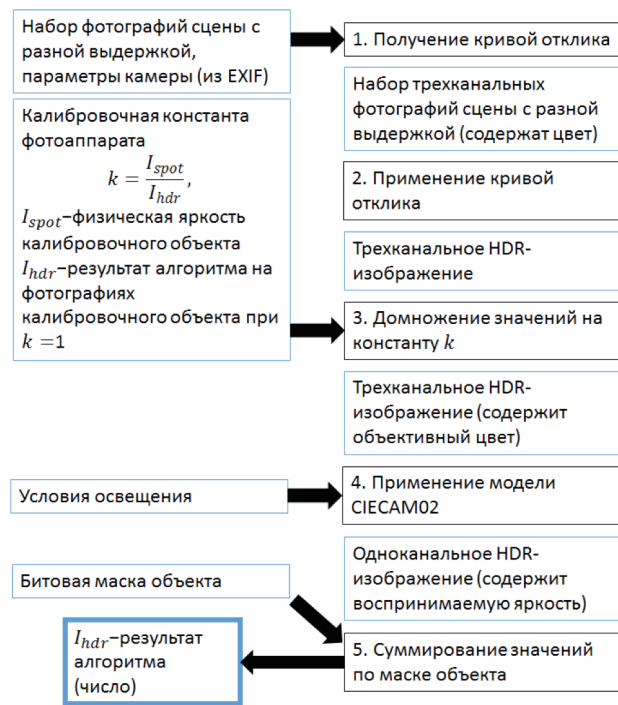 Набор фотографий сцены с
разной выдержкой,
параметры камеры (из EXIF)
1. Получение кривой отклика
Набор трехканальных
фотографий сцены с разной
выдержкой (содержат цвет)
Калибровочная константа
фотоаппарата
k = I_spot / I_hdr,
I_spot–физическая яркость
калибровочного объекта
I_hdr–результат алгоритма на
фотографиях
калибровочного объекта при
k =1
2. Применение кривой
отклика
Трехканальное HDR-
изображение
3. Домножение значений на
константу k
Трехканальное HDR-
изображение (содержит
объективный цвет)
Условия освещения
4. Применение модели
CIECAM02
Одноканальное HDR-
изображение (содержит
воспринимаемую яркость)
Битовая маска объекта
5. Суммирование значений
по маске объекта
I_hdr–результат
алгоритма
(число)